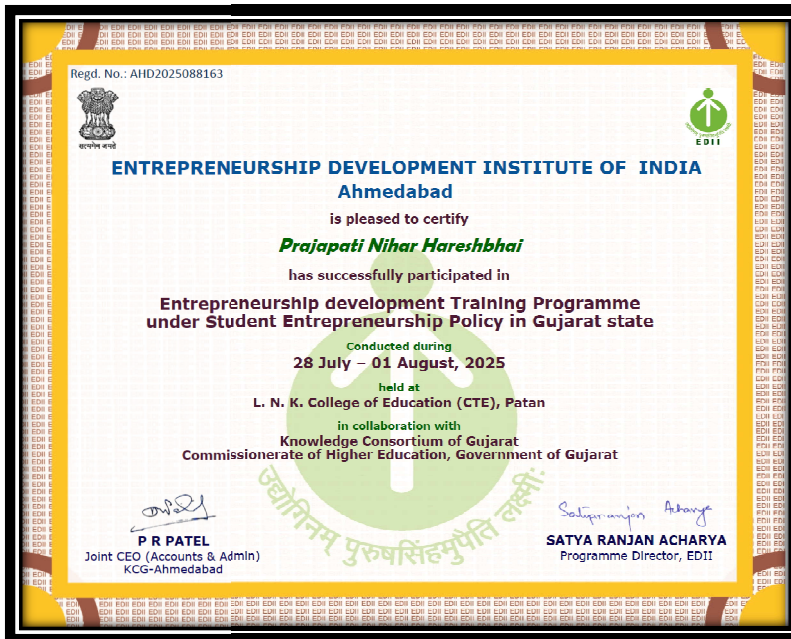 Regd. No.: AHD2025088163
सत्यमेव जयते
EDII
ENTREPRENEURSHIP DEVELOPMENT INSTITUTE OF INDIA
Ahmedabad
is pleased to certify
Prajapati Nihar Hareshbhai
has successfully participated in
Entrepreneurship development Training Programme
under Student Entrepreneurship Policy in Gujarat state
Conducted during
28 July – 01 August, 2025
held at
L. N. K. College of Education (CTE), Patan
in collaboration with
Knowledge Consortium of Gujarat
Commissionerate of Higher Education, Government of Gujarat
उद्योगिनम् पुरुषसिंहमुपैति लक्ष्मीः
Satyaranjan Acharya
P R PATEL
Joint CEO (Accounts & Admin)
KCG-Ahmedabad
SATYA RANJAN ACHARYA
Programme Director, EDII